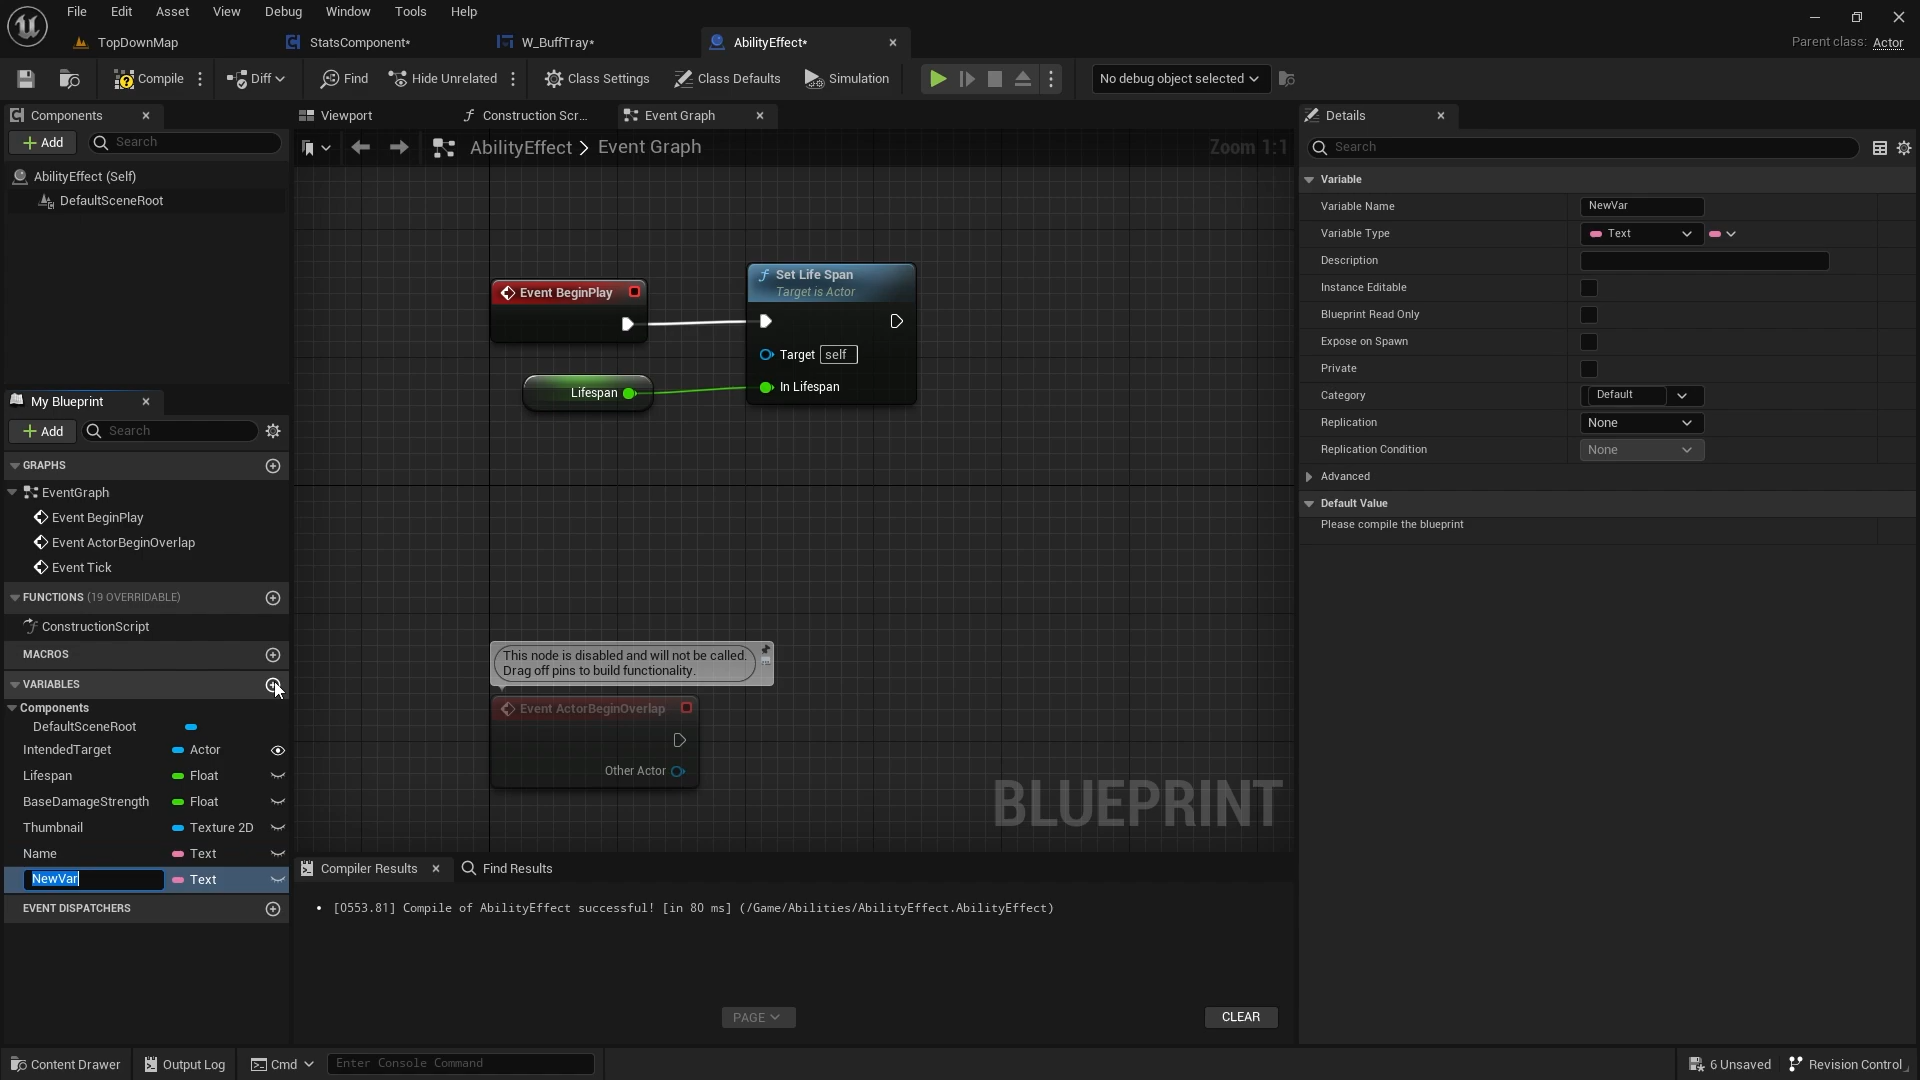 File Edit Asset View Debug Window Tools Help
TopDownMap StatsComponent* W_BuffTray* AbilityEffect*
Parent class: Actor
Compile Diff Find Hide Unrelated Class Settings Class Defaults Simulation No debug object selected
Components
Add Search
AbilityEffect (Self)
DefaultSceneRoot
My Blueprint
Add Search
GRAPHS
EventGraph
Event BeginPlay
Event ActorBeginOverlap
Event Tick
FUNCTIONS (19 OVERRIDABLE)
ConstructionScript
MACROS
VARIABLES
Components
DefaultSceneRoot
IntendedTarget Actor
Lifespan Float
BaseDamageStrength Float
Thumbnail Texture 2D
Name Text
NewVar Text
EVENT DISPATCHERS
Viewport Construction Scr... Event Graph
AbilityEffect > Event Graph Zoom 1:1
Event BeginPlay
Set Life Span
Target is Actor
Target self
In Lifespan
Lifespan
This node is disabled and will not be called.
Drag off pins to build functionality.
Event ActorBeginOverlap
Other Actor
BLUEPRINT
Compiler Results Find Results
[0553.81] Compile of AbilityEffect successful! [in 80 ms] (/Game/Abilities/AbilityEffect.AbilityEffect)
PAGE CLEAR
Details
Search
Variable
Variable Name NewVar
Variable Type Text
Description
Instance Editable
Blueprint Read Only
Expose on Spawn
Private
Category Default
Replication None
Replication Condition None
Advanced
Default Value
Please compile the blueprint
Content Drawer Output Log Cmd Enter Console Command 6 Unsaved Revision Control